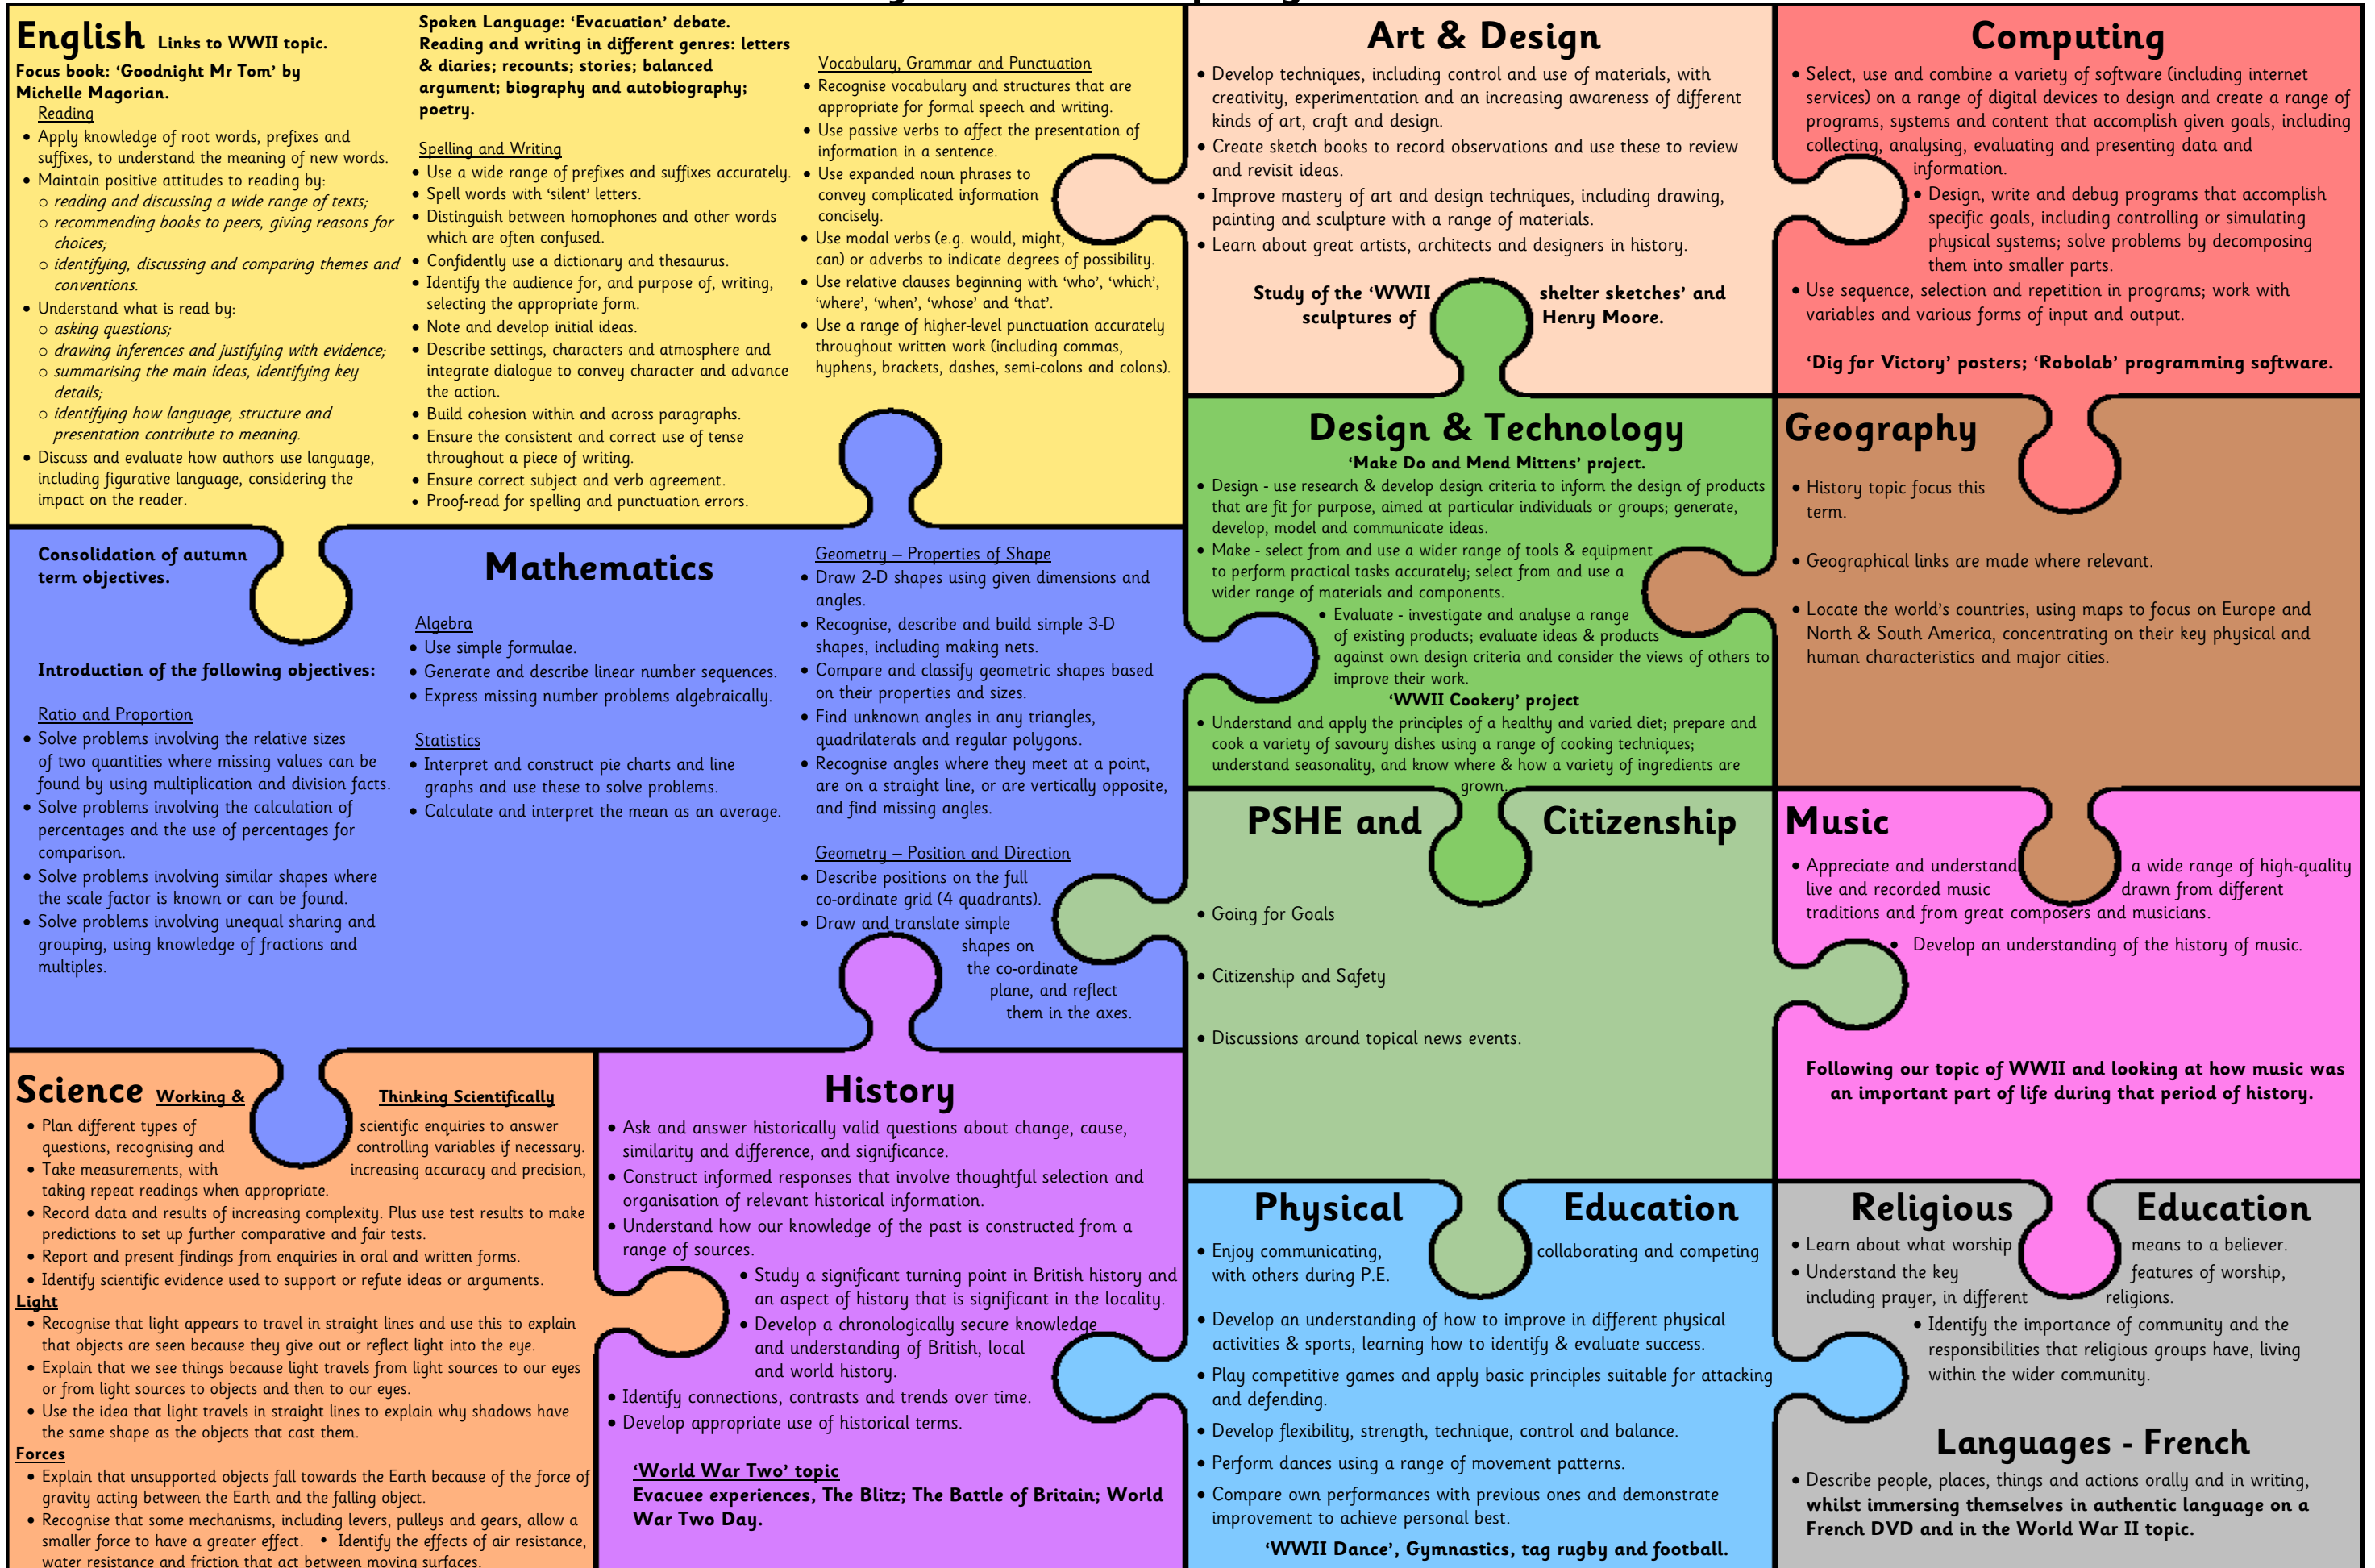 English Links to WWII topic.
Focus book: ‘Goodnight Mr Tom’ by
Michelle Magorian.
Reading
• Apply knowledge of root words, prefixes and
suffixes, to understand the meaning of new words.
• Maintain positive attitudes to reading by:
o reading and discussing a wide range of texts;
o recommending books to peers, giving reasons for
choices;
o identifying, discussing and comparing themes and
conventions.
• Understand what is read by:
o asking questions;
o drawing inferences and justifying with evidence;
o summarising the main ideas, identifying key
details;
o identifying how language, structure and
presentation contribute to meaning.
• Discuss and evaluate how authors use language,
including figurative language, considering the
impact on the reader.
Spoken Language: ‘Evacuation’ debate.
Reading and writing in different genres: letters
& diaries; recounts; stories; balanced
argument; biography and autobiography;
poetry.
Spelling and Writing
• Use a wide range of prefixes and suffixes accurately.
• Spell words with ‘silent’ letters.
• Distinguish between homophones and other words
which are often confused.
• Confidently use a dictionary and thesaurus.
• Identify the audience for, and purpose of, writing,
selecting the appropriate form.
• Note and develop initial ideas.
• Describe settings, characters and atmosphere and
integrate dialogue to convey character and advance
the action.
• Build cohesion within and across paragraphs.
• Ensure the consistent and correct use of tense
throughout a piece of writing.
• Ensure correct subject and verb agreement.
• Proof-read for spelling and punctuation errors.
Vocabulary, Grammar and Punctuation
• Recognise vocabulary and structures that are
appropriate for formal speech and writing.
• Use passive verbs to affect the presentation of
information in a sentence.
• Use expanded noun phrases to
convey complicated information
concisely.
• Use modal verbs (e.g. would, might,
can) or adverbs to indicate degrees of possibility.
• Use relative clauses beginning with ‘who’, ‘which’,
‘where’, ‘when’, ‘whose’ and ‘that’.
• Use a range of higher-level punctuation accurately
throughout written work (including commas,
hyphens, brackets, dashes, semi-colons and colons).
Art & Design
• Develop techniques, including control and use of materials, with
creativity, experimentation and an increasing awareness of different
kinds of art, craft and design.
• Create sketch books to record observations and use these to review
and revisit ideas.
• Improve mastery of art and design techniques, including drawing,
painting and sculpture with a range of materials.
• Learn about great artists, architects and designers in history.
Study of the ‘WWII shelter sketches’ and
sculptures of Henry Moore.
Computing
• Select, use and combine a variety of software (including internet
services) on a range of digital devices to design and create a range of
programs, systems and content that accomplish given goals, including
collecting, analysing, evaluating and presenting data and
information.
• Design, write and debug programs that accomplish
specific goals, including controlling or simulating
physical systems; solve problems by decomposing
them into smaller parts.
• Use sequence, selection and repetition in programs; work with
variables and various forms of input and output.
‘Dig for Victory’ posters; ‘Robolab’ programming software.
Consolidation of autumn
term objectives.
Introduction of the following objectives:
Ratio and Proportion
• Solve problems involving the relative sizes
of two quantities where missing values can be
found by using multiplication and division facts.
• Solve problems involving the calculation of
percentages and the use of percentages for
comparison.
• Solve problems involving similar shapes where
the scale factor is known or can be found.
• Solve problems involving unequal sharing and
grouping, using knowledge of fractions and
multiples.
Mathematics
Algebra
• Use simple formulae.
• Generate and describe linear number sequences.
• Express missing number problems algebraically.
Statistics
• Interpret and construct pie charts and line
graphs and use these to solve problems.
• Calculate and interpret the mean as an average.
Geometry – Properties of Shape
• Draw 2-D shapes using given dimensions and
angles.
• Recognise, describe and build simple 3-D
shapes, including making nets.
• Compare and classify geometric shapes based
on their properties and sizes.
• Find unknown angles in any triangles,
quadrilaterals and regular polygons.
• Recognise angles where they meet at a point,
are on a straight line, or are vertically opposite,
and find missing angles.
Geometry – Position and Direction
• Describe positions on the full
co-ordinate grid (4 quadrants).
• Draw and translate simple
shapes on
the co-ordinate
plane, and reflect
them in the axes.
Design & Technology
‘Make Do and Mend Mittens’ project.
• Design - use research & develop design criteria to inform the design of products
that are fit for purpose, aimed at particular individuals or groups; generate,
develop, model and communicate ideas.
• Make - select from and use a wider range of tools & equipment
to perform practical tasks accurately; select from and use a
wider range of materials and components.
• Evaluate - investigate and analyse a range
of existing products; evaluate ideas & products
against own design criteria and consider the views of others to
improve their work.
‘WWII Cookery’ project
• Understand and apply the principles of a healthy and varied diet; prepare and
cook a variety of savoury dishes using a range of cooking techniques;
understand seasonality, and know where & how a variety of ingredients are
grown.
Geography
• History topic focus this
term.
• Geographical links are made where relevant.
• Locate the world’s countries, using maps to focus on Europe and
North & South America, concentrating on their key physical and
human characteristics and major cities.
PSHE and Citizenship
• Going for Goals
• Citizenship and Safety
• Discussions around topical news events.
Music
• Appreciate and understand a wide range of high-quality
live and recorded music drawn from different
traditions and from great composers and musicians.
• Develop an understanding of the history of music.
Following our topic of WWII and looking at how music was
an important part of life during that period of history.
Science Working & Thinking Scientifically
• Plan different types of scientific enquiries to answer
questions, recognising and controlling variables if necessary.
• Take measurements, with increasing accuracy and precision,
taking repeat readings when appropriate.
• Record data and results of increasing complexity. Plus use test results to make
predictions to set up further comparative and fair tests.
• Report and present findings from enquiries in oral and written forms.
• Identify scientific evidence used to support or refute ideas or arguments.
Light
• Recognise that light appears to travel in straight lines and use this to explain
that objects are seen because they give out or reflect light into the eye.
• Explain that we see things because light travels from light sources to our eyes
or from light sources to objects and then to our eyes.
• Use the idea that light travels in straight lines to explain why shadows have
the same shape as the objects that cast them.
Forces
• Explain that unsupported objects fall towards the Earth because of the force of
gravity acting between the Earth and the falling object.
• Recognise that some mechanisms, including levers, pulleys and gears, allow a
smaller force to have a greater effect. • Identify the effects of air resistance,
water resistance and friction that act between moving surfaces.
History
• Ask and answer historically valid questions about change, cause,
similarity and difference, and significance.
• Construct informed responses that involve thoughtful selection and
organisation of relevant historical information.
• Understand how our knowledge of the past is constructed from a
range of sources.
• Study a significant turning point in British history and
an aspect of history that is significant in the locality.
• Develop a chronologically secure knowledge
and understanding of British, local
and world history.
• Identify connections, contrasts and trends over time.
• Develop appropriate use of historical terms.
‘World War Two’ topic
Evacuee experiences, The Blitz; The Battle of Britain; World
War Two Day.
Physical Education
• Enjoy communicating, collaborating and competing
with others during P.E.
• Develop an understanding of how to improve in different physical
activities & sports, learning how to identify & evaluate success.
• Play competitive games and apply basic principles suitable for attacking
and defending.
• Develop flexibility, strength, technique, control and balance.
• Perform dances using a range of movement patterns.
• Compare own performances with previous ones and demonstrate
improvement to achieve personal best.
‘WWII Dance’, Gymnastics, tag rugby and football.
Religious Education
• Learn about what worship means to a believer.
• Understand the key features of worship,
including prayer, in different religions.
• Identify the importance of community and the
responsibilities that religious groups have, living
within the wider community.
Languages - French
• Describe people, places, things and actions orally and in writing,
whilst immersing themselves in authentic language on a
French DVD and in the World War II topic.